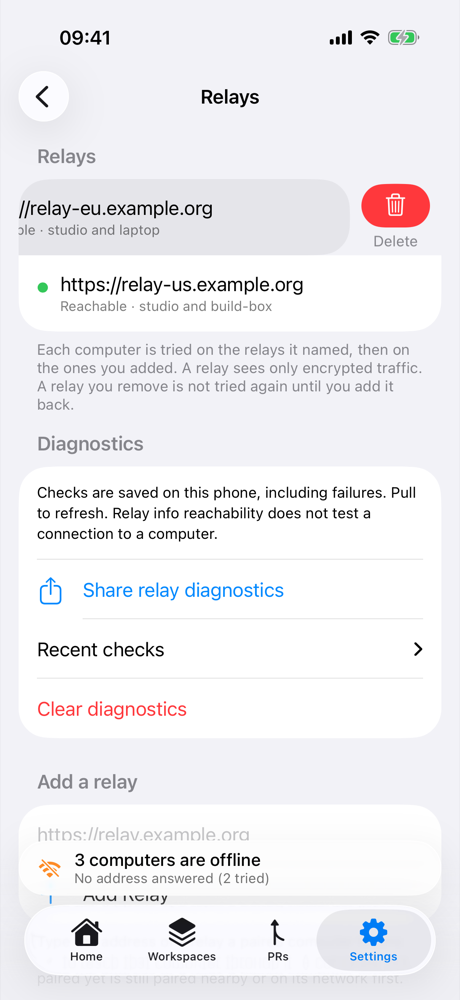 09:41
Relays
Relays
//relay-eu.example.org
ble · studio and laptop
Delete
https://relay-us.example.org
Reachable · studio and build-box
Each computer is tried on the relays it named, then on
the ones you added. A relay sees only encrypted traffic.
A relay you remove is not tried again until you add it
back.
Diagnostics
Checks are saved on this phone, including failures. Pull
to refresh. Relay info reachability does not test a
connection to a computer.
Share relay diagnostics
Recent checks
Clear diagnostics
Add a relay
https://relay.example.org
3 computers are offline
No address answered (2 tried)
Add Relay
Home
Workspaces
PRs
Settings
paired yet is still paired nearby or on its network first.